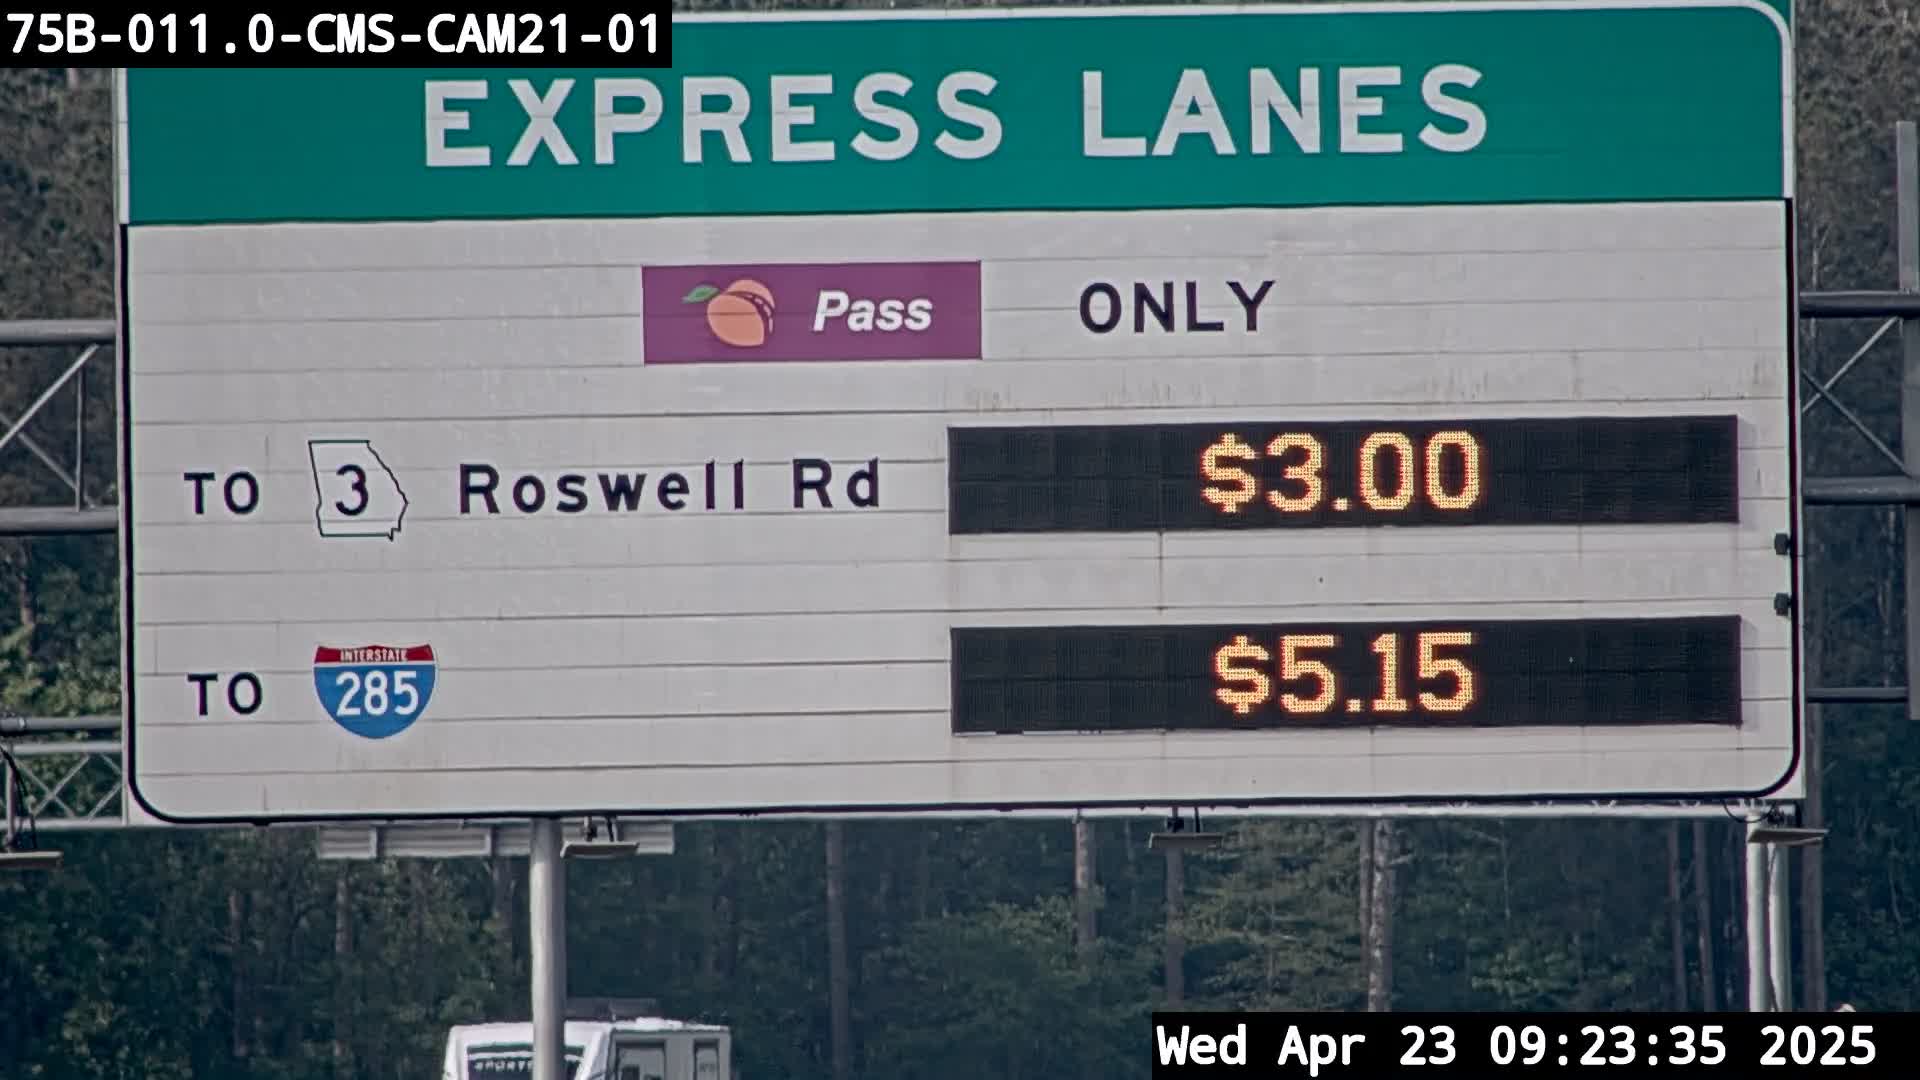 75B-011.0-CMS-CAM21-01
EXPRESS LANES
Pass ONLY
TO 3 Roswell Rd $3.00
TO INTERSTATE 285 $5.15
Wed Apr 23 09:23:35 2025